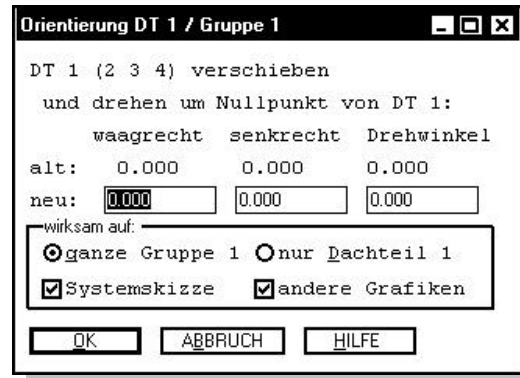 Orientierung DT 1 / Gruppe 1
DT 1 (2 3 4) verschieben
und drehen um Nullpunkt von DT 1:
waagrecht senkrecht Drehwinkel
alt: 0.000 0.000 0.000
neu: 0.000 0.000 0.000
wirksam auf:
ganze Gruppe 1 nur Dachteil 1
Systemskizze andere Grafiken
OK ABBRUCH HILFE